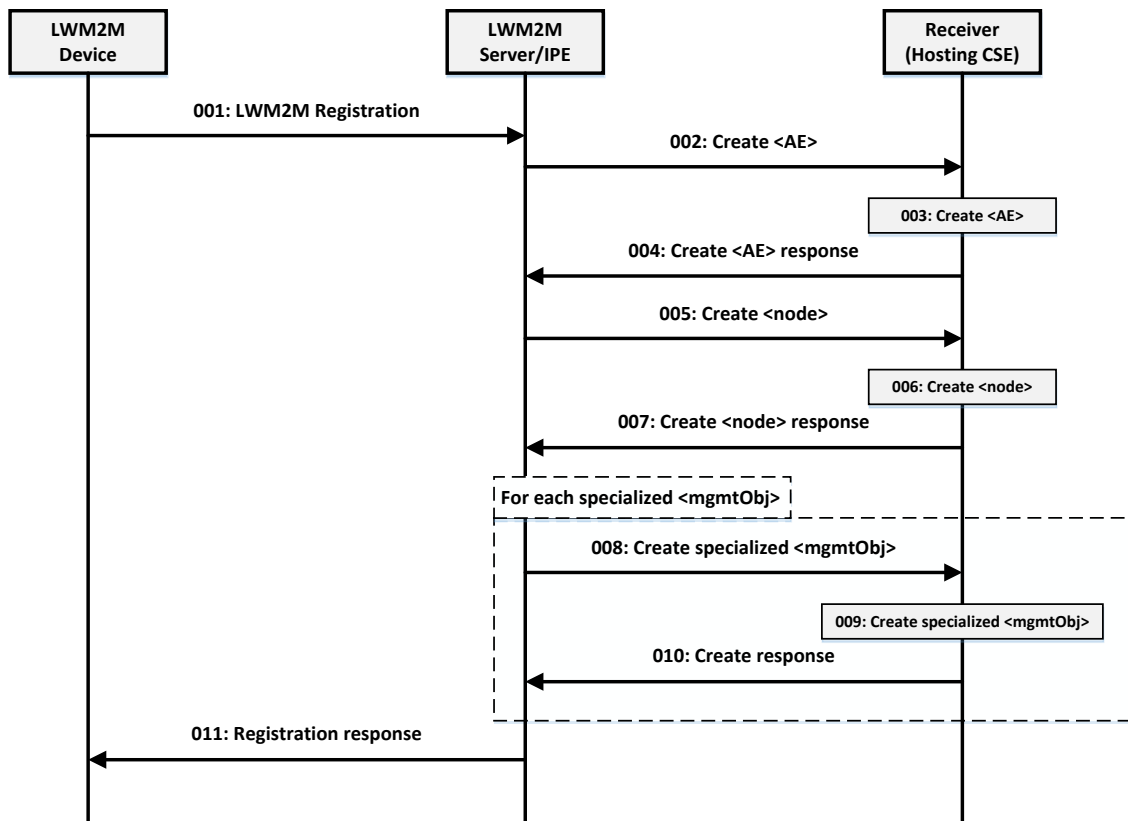 LWM2M
Device
LWM2M
Server/IPE
Receiver
(Hosting CSE)
001: LWM2M Registration
002: Create <AE>
003: Create <AE>
004: Create <AE> response
005: Create <node>
006: Create <node>
007: Create <node> response
For each specialized <mgmtObj>
008: Create specialized <mgmtObj>
009: Create specialized <mgmtObj>
010: Create response
011: Registration response